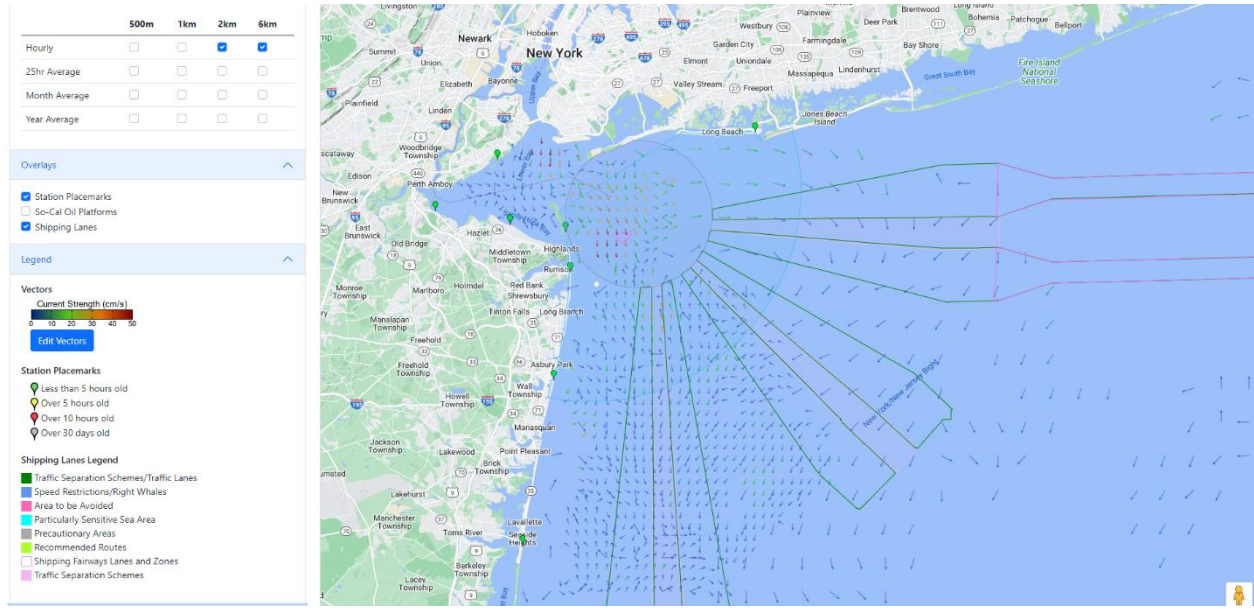 500m 1km 2km 6km
Hourly
25hr Average
Month Average
Year Average
Overlays
Station Placemarks
So-Cal Oil Platforms
Shipping Lanes
Legend
Vectors
Current Strength (cm/s)
0 10 20 30 40 50
Edit Vectors
Station Placemarks
Less than 5 hours old
Over 5 hours old
Over 10 hours old
Over 30 days old
Shipping Lanes Legend
Traffic Separation Schemes/Traffic Lanes
Speed Restrictions/Right Whales
Area to be Avoided
Particularly Sensitive Sea Area
Precautionary Areas
Recommended Routes
Shipping Fairways Lanes and Zones
Traffic Separation Schemes
Livingston
Newark
Hoboken
New York
Summit
Union
Elizabeth
Bayonne
Upper Bay
Linden
Plainfield
Woodbridge
Township
Edison
Perth Amboy
New
Brunswick
East
Brunswick
Old Bridge
Hazlet
Lower Bay
Sandy Hook Bay
Highlands
Middletown
Township
Rumson
Red Bank
Marlboro
Holmdel
Shrewsbury
Monroe
Township
Tinton Falls
Long Branch
Manalapan
Township
Freehold
Freehold
Township
Asbury Park
Wall
Township
Howell
Township
Manasquan
Jackson
Township
Lakewood
Point Pleasant
Brick
Township
Lakehurst
Manchester
Township
Toms River
Lavallette
Seaside
Heights
Berkeley
Township
Lacey
Township
Westbury
Plainview
Deer Park
Brentwood
Bohemia
Patchogue
Bellport
Garden City
Farmingdale
Bay Shore
Elmont
Uniondale
Massapequa
Lindenhurst
Valley Stream
Freeport
Great South Bay
Fire Island
National
Seashore
Long Beach
Jones Beach
Island
New York/New Jersey Bight